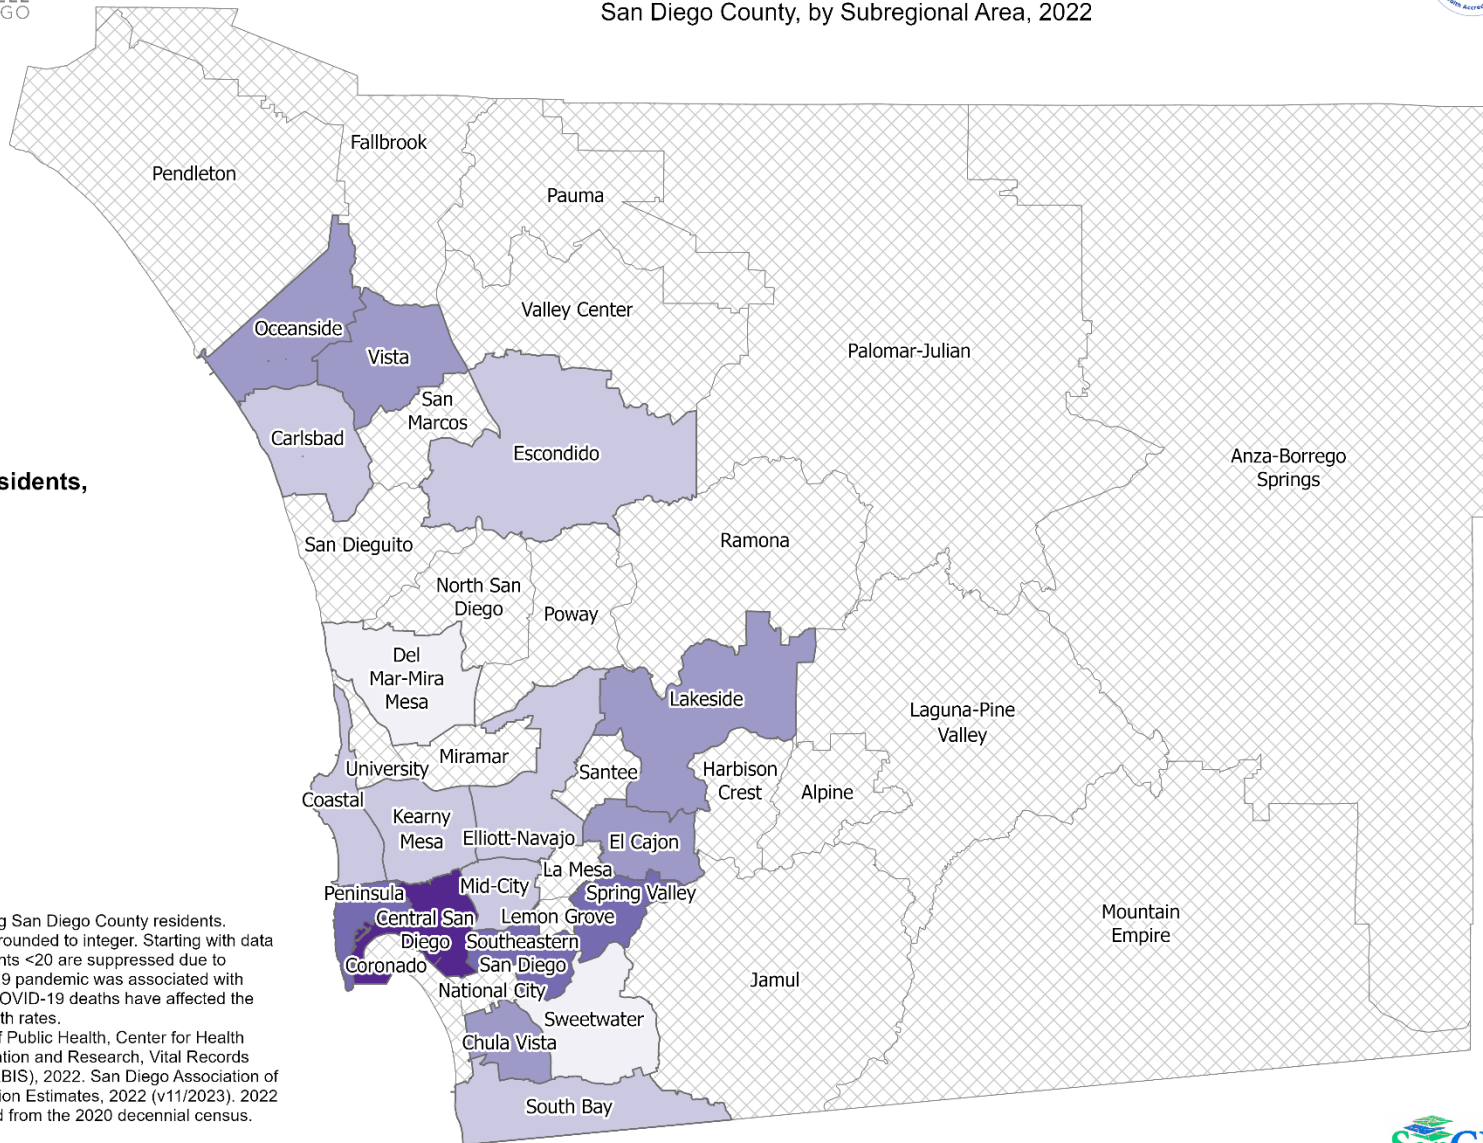 GO
San Diego County, by Subregional Area, 2022
Fallbrook
Pendleton
Pauma
Valley Center
Oceanside
Vista
Palomar-Julian
San
Marcos
Carlsbad
Escondido
Anza-Borrego
Springs
sidents,
San Dieguito
Ramona
North San
Diego
Poway
Del
Mar-Mira
Mesa
Lakeside
Laguna-Pine
Valley
Miramar
University
Santee
Harbison
Crest
Alpine
Coastal
Kearny
Mesa
Elliott-Navajo
El Cajon
La Mesa
Peninsula
Mid-City
Spring Valley
Central San
Diego
Lemon Grove
Southeastern
San Diego
Coronado
National City
Mountain
Empire
Jamul
Sweetwater
Chula Vista
South Bay
g San Diego County residents.
rounded to integer. Starting with data
nts <20 are suppressed due to
9 pandemic was associated with
OVID-19 deaths have affected the
th rates.
f Public Health, Center for Health
ation and Research, Vital Records
BIS), 2022. San Diego Association of
ion Estimates, 2022 (v11/2023). 2022
d from the 2020 decennial census.